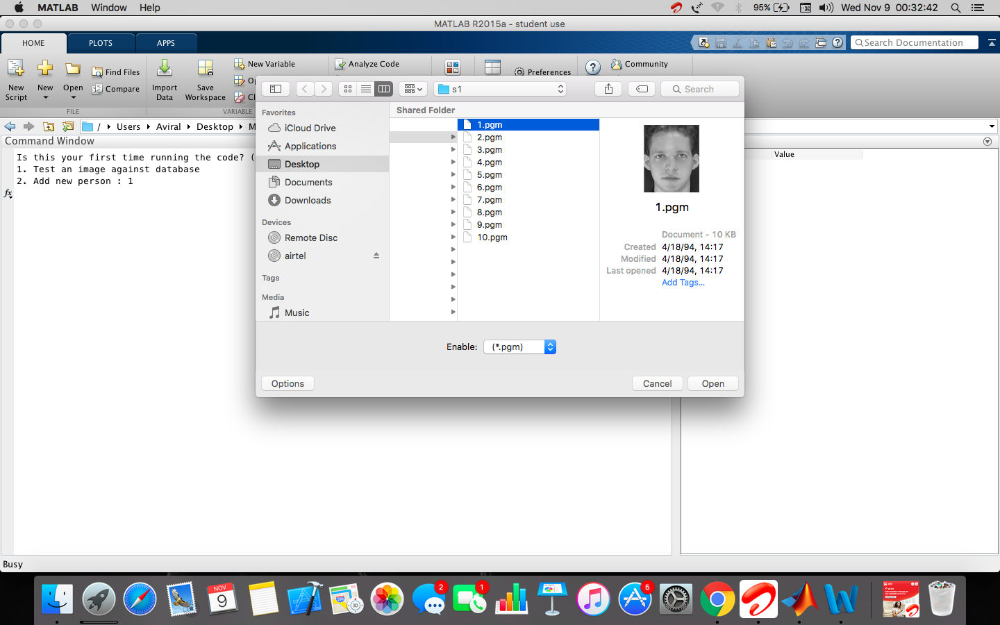 MATLAB Window Help 95% Wed Nov 9 00:32:42
MATLAB R2015a - student use
HOME PLOTS APPS Search Documentation
New Script New Open Find Files Compare Import Data Save Workspace New Variable Analyze Code Preferences ? Community
FILE VARIABLE
/ Users Aviral Desktop M
Command Window
Is this your first time running the code? (
1. Test an image against database
2. Add new person : 1
fx
Value
s1
Search
Favorites
iCloud Drive
Applications
Desktop
Documents
Downloads
Devices
Remote Disc
airtel
Tags
Media
Music
Shared Folder
1.pgm
2.pgm
3.pgm
4.pgm
5.pgm
6.pgm
7.pgm
8.pgm
9.pgm
10.pgm
1.pgm
Document - 10 KB
Created 4/18/94, 14:17
Modified 4/18/94, 14:17
Last opened 4/18/94, 14:17
Add Tags...
Enable: (*.pgm)
Options Cancel Open
Busy
NOV
9
2
1
5